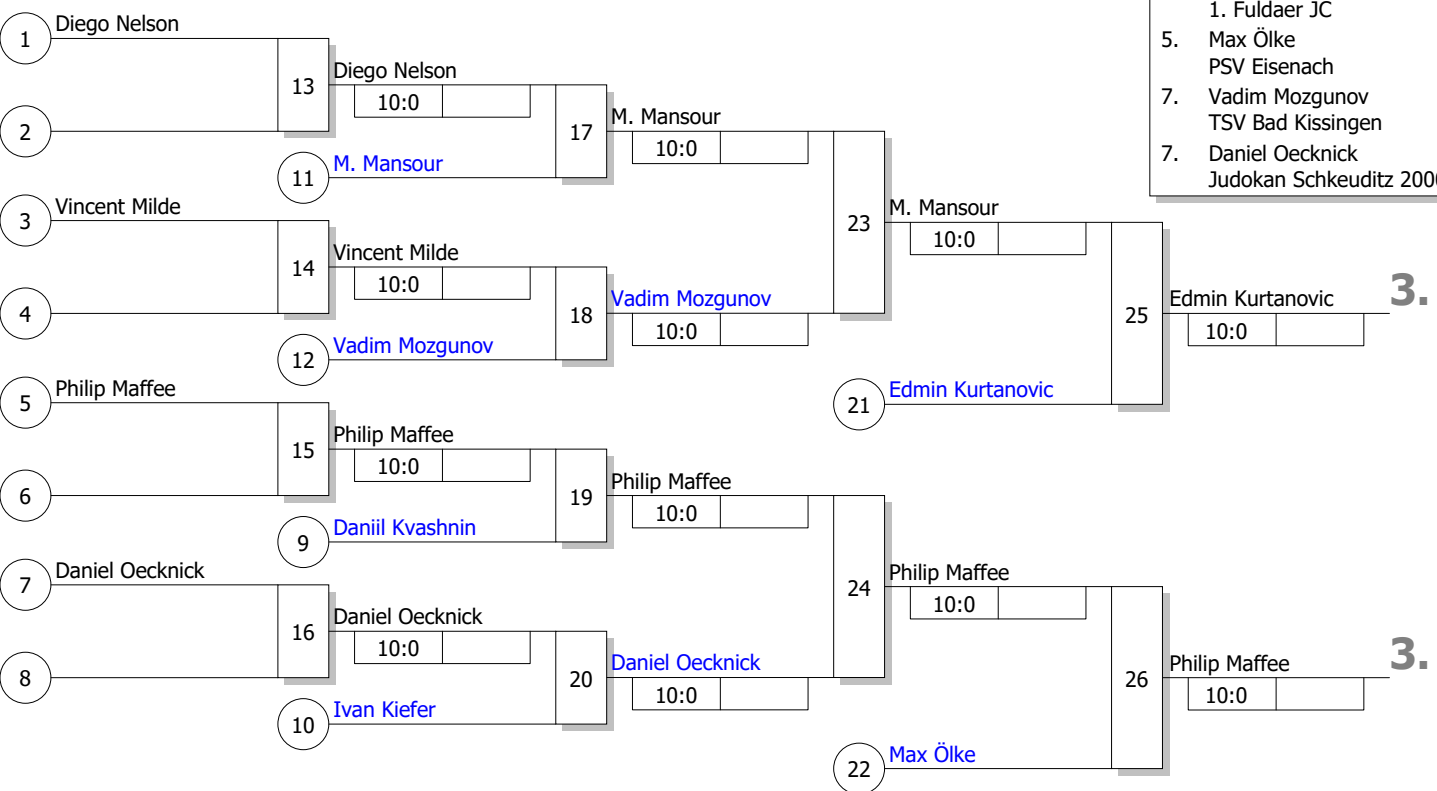 1. Fuldaer JC
5. Max Ölke
PSV Eisenach
7. Vadim Mozgunov
TSV Bad Kissingen
7. Daniel Oecknick
Judokan Schkeuditz 200
1 Diego Nelson
13 Diego Nelson
10:0
2
17 M. Mansour
10:0
11 M. Mansour
3 Vincent Milde
23 M. Mansour
10:0
14 Vincent Milde
10:0
4
18 Vadim Mozgunov
10:0
12 Vadim Mozgunov
25 Edmin Kurtanovic 3.
10:0
5 Philip Maffee
21 Edmin Kurtanovic
15 Philip Maffee
10:0
6
19 Philip Maffee
10:0
9 Daniil Kvashnin
7 Daniel Oecknick
24 Philip Maffee
10:0
16 Daniel Oecknick
10:0
8
20 Daniel Oecknick
10:0
10 Ivan Kiefer
26 Philip Maffee 3.
10:0
22 Max Ölke